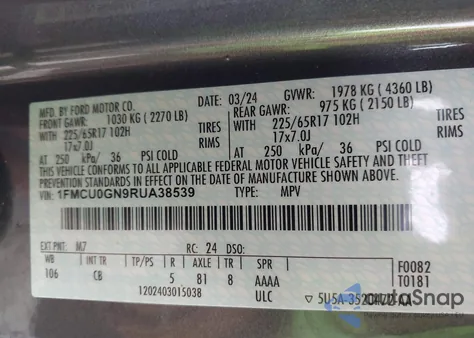 MFD. BY FORD MOTOR CO. 03/24 GVWR: 1978 KG ( 4360 LB)
FRONT GAWR: 1030 KG ( 2270 LB) REAR GAWR: 975 KG ( 2150 LB)
WITH 225/65R17 102H TIRES WITH 225/65R17 102H TIRES
17x7.0J RIMS 17x7.0J RIMS
AT 250 kPa/ 36 PSI COLD AT 250 kPa/ 36 PSI COLD
THIS VEHICLE CONFORMS TO ALL APPLICABLE FEDERAL MOTOR VEHICLE SAFETY AND THEFT
PREVENTION STANDARDS IN EFFECT ON THE DATE OF MANUFACTURE SHOWN ABOVE.
VIN: 1FMCU0GN9RUA38539 TYPE: MPV
EXT PNT: M7 RC: 24 DSO:
WB INT TR TP/PS R AXLE TR SPR
106 CB 5 81 8 AAAA
F0082
T0181
1202403015038 ULC
autoSnap